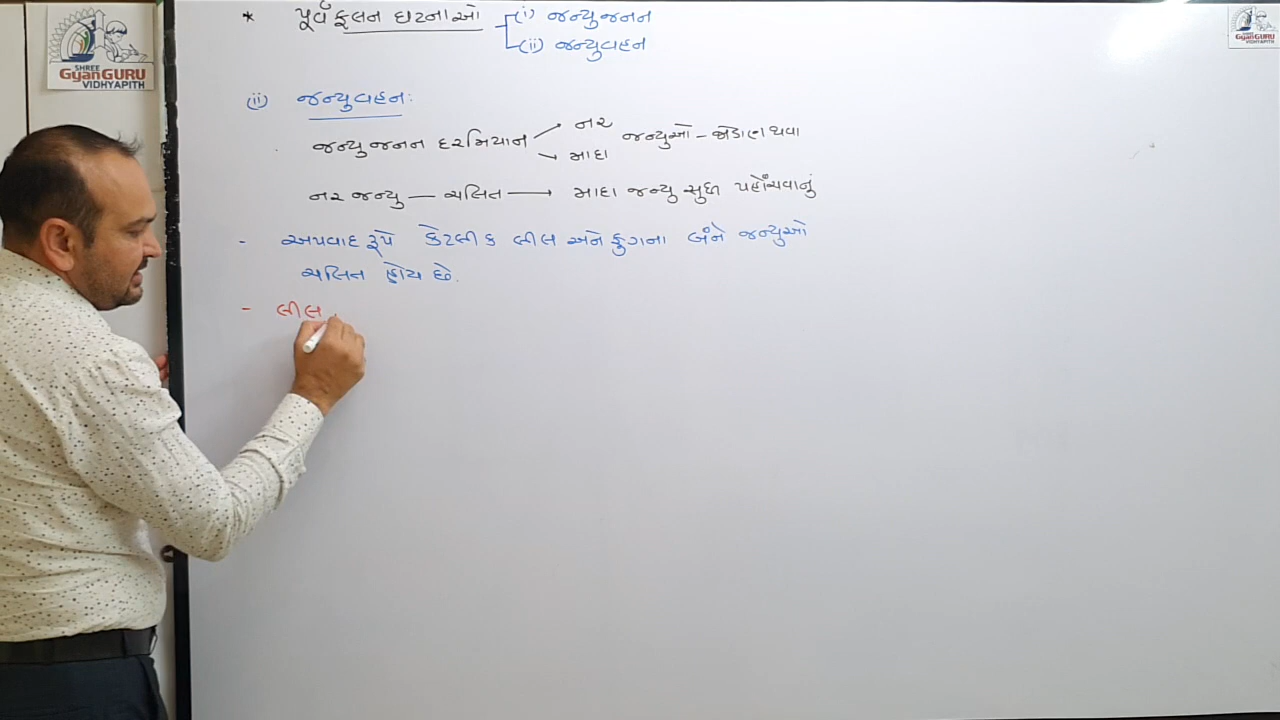 SHREE
GyanGURU
VIDHYAPITH
GyanGURU
VIDHYAPITH
* પૂર્વ ફલન ઘટનાઓ
(i) જન્યુજનન
(ii) જન્યુવહન
(ii) જન્યુવહન:
જન્યુજનન દરમિયાન
નર
માદા
જન્યુઓ - જોડાણ થવા
નર જન્યુ — ચલિત → માદા જન્યુ સુધી પહોંચવાનું
- અપવાદ રૂપે કેટલીક લીલ અને ફુગના બંને જન્યુઓ
ચલિત હોય છે.
- લીલ